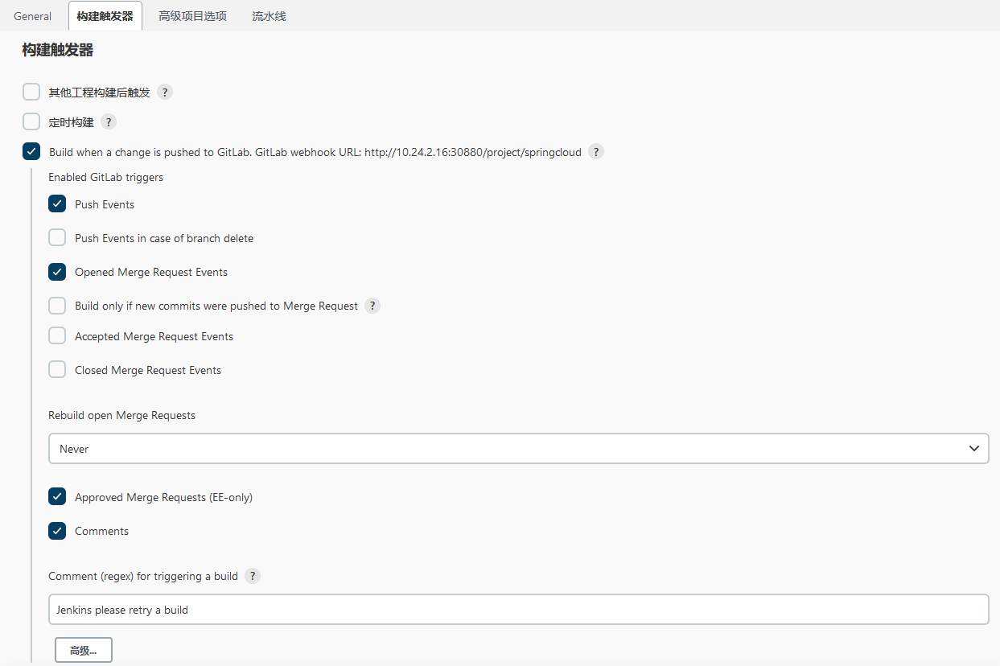 General 构建触发器 高级项目选项 流水线
构建触发器
其他工程构建后触发 ?
定时构建 ?
Build when a change is pushed to GitLab. GitLab webhook URL: http://10.24.2.16:30880/project/springcloud ?
Enabled GitLab triggers
Push Events
Push Events in case of branch delete
Opened Merge Request Events
Build only if new commits were pushed to Merge Request ?
Accepted Merge Request Events
Closed Merge Request Events
Rebuild open Merge Requests
Never
Approved Merge Requests (EE-only)
Comments
Comment (regex) for triggering a build ?
Jenkins please retry a build
高级...